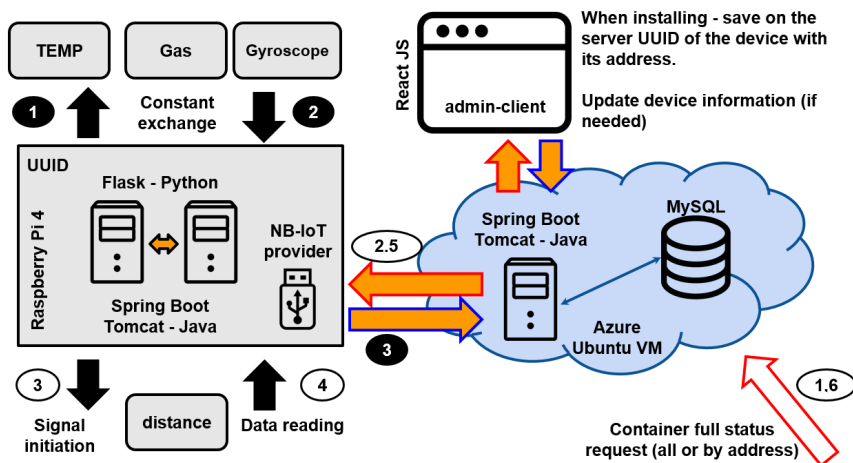 TEMP
Gas
Gyroscope
1
Constant
exchange
2
UUID
Flask - Python
Raspberry Pi 4
NB-IoT
provider
Spring Boot
Tomcat - Java
3
Signal
initiation
distance
4
Data reading
React JS
admin-client
When installing - save on the
server UUID of the device with
its address.
Update device information (if
needed)
2.5
3
Spring Boot
Tomcat - Java
MySQL
Azure
Ubuntu VM
1.6
Container full status
request (all or by address)